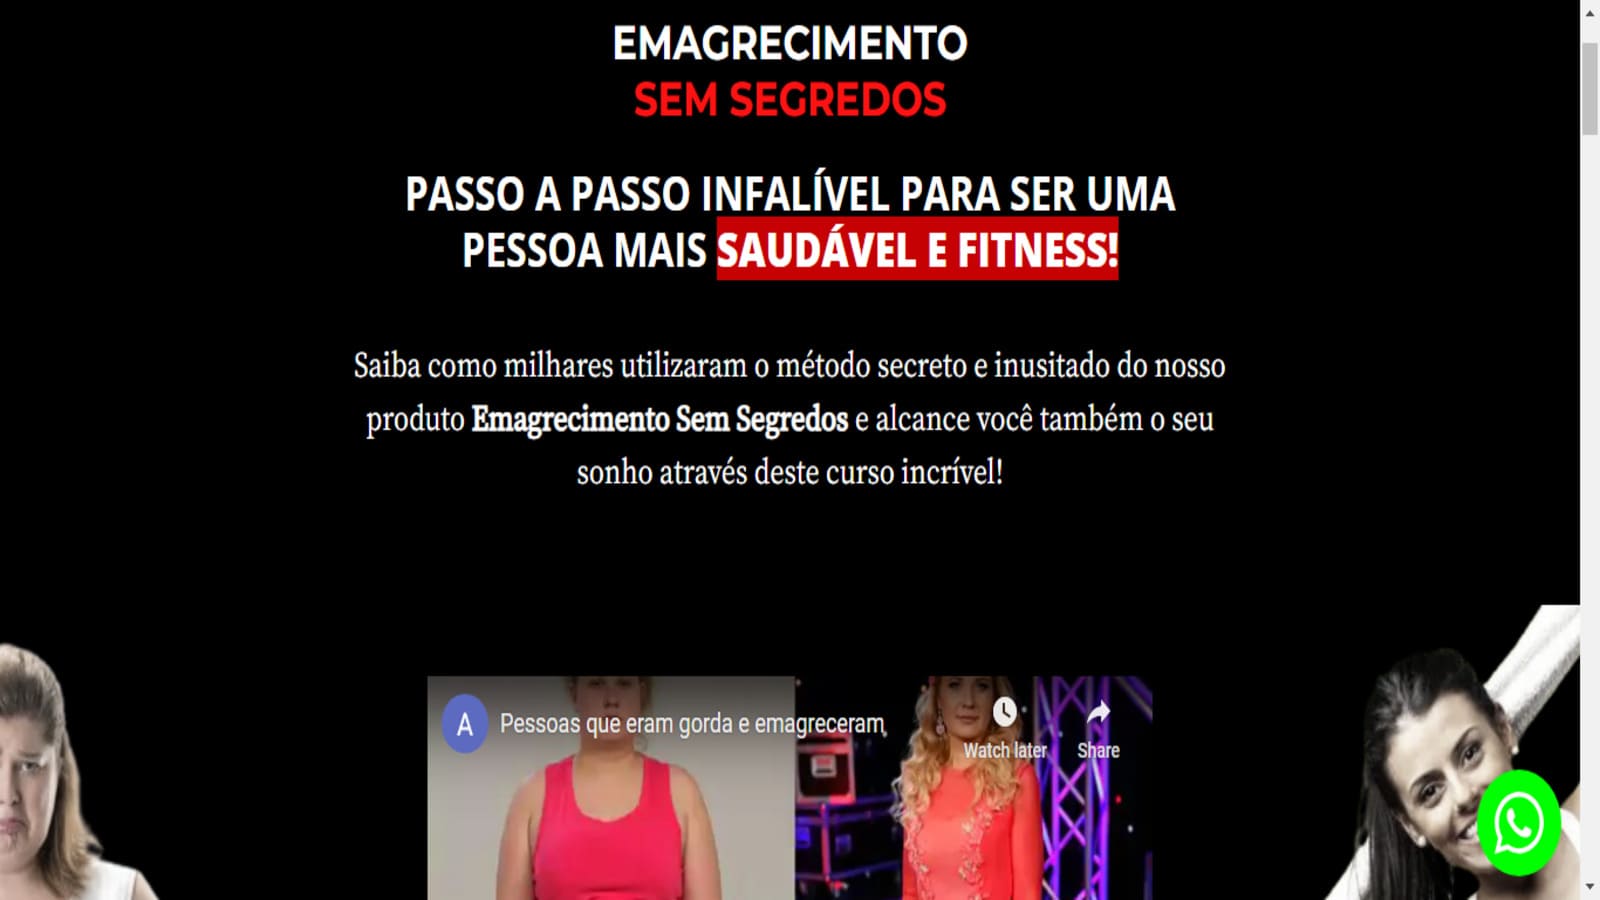 EMAGRECIMENTO
SEM SEGREDOS
PASSO A PASSO INFALÍVEL PARA SER UMA
PESSOA MAIS SAUDÁVEL E FITNESS!
Saiba como milhares utilizaram o método secreto e inusitado do nosso
produto Emagrecimento Sem Segredos e alcance você também o seu
sonho através deste curso incrível!
A Pessoas que eram gorda e emagreceram
Watch later Share